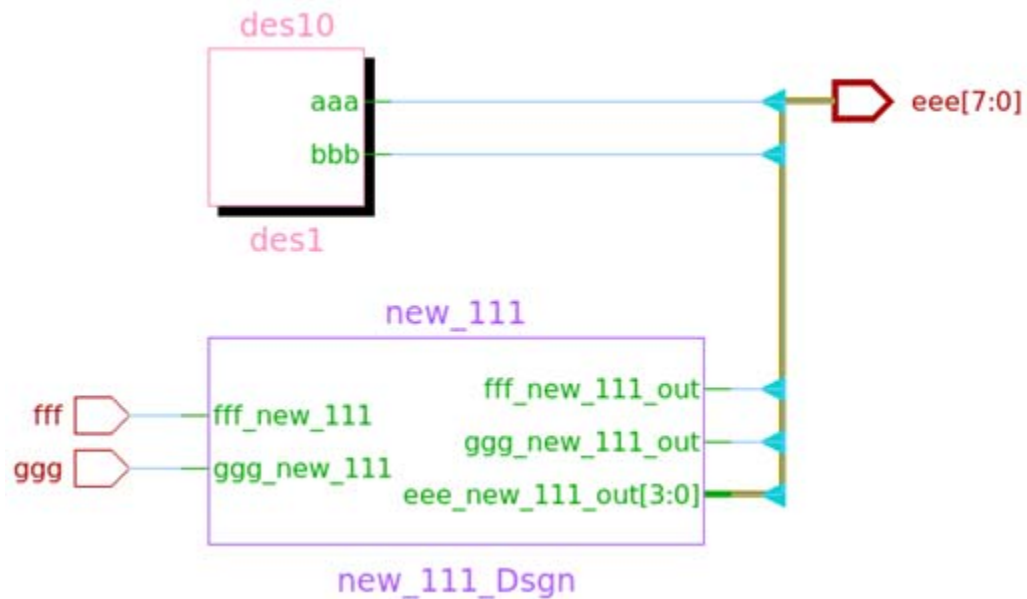 des10
aaa
eee[7:0]
bbb
des1
new_111
fff_new_111_out
fff
fff_new_111
ggg_new_111_out
ggg
ggg_new_111
eee_new_111_out[3:0]
new_111_Dsgn